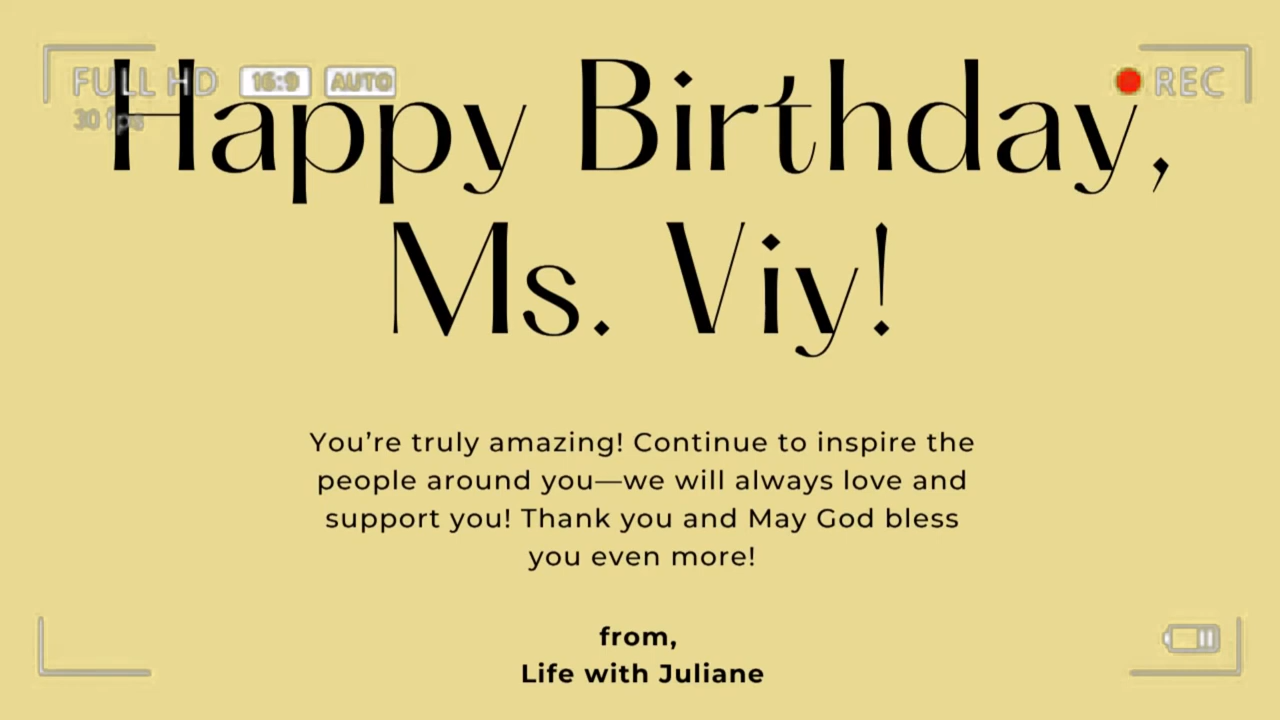 FULL HD 16:9 AUTO
REC
30 fps
Happy Birthday,
Ms. Viy!
You’re truly amazing! Continue to inspire the
people around you—we will always love and
support you! Thank you and May God bless
you even more!
from,
Life with Juliane